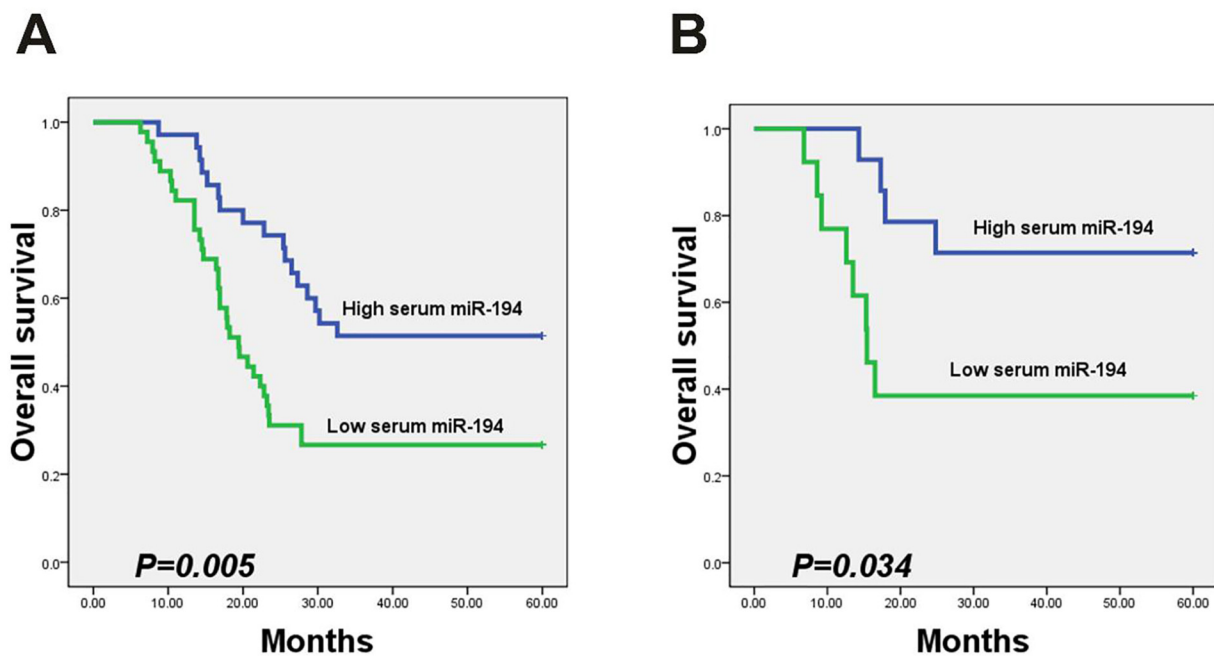 A
Overall survival
1.0
0.8
0.6
0.4
0.2
0.0
High serum miR-194
Low serum miR-194
P=0.005
0.00 10.00 20.00 30.00 40.00 50.00 60.00
Months
B
Overall survival
1.0
0.8
0.6
0.4
0.2
0.0
High serum miR-194
Low serum miR-194
P=0.034
0.00 10.00 20.00 30.00 40.00 50.00 60.00
Months